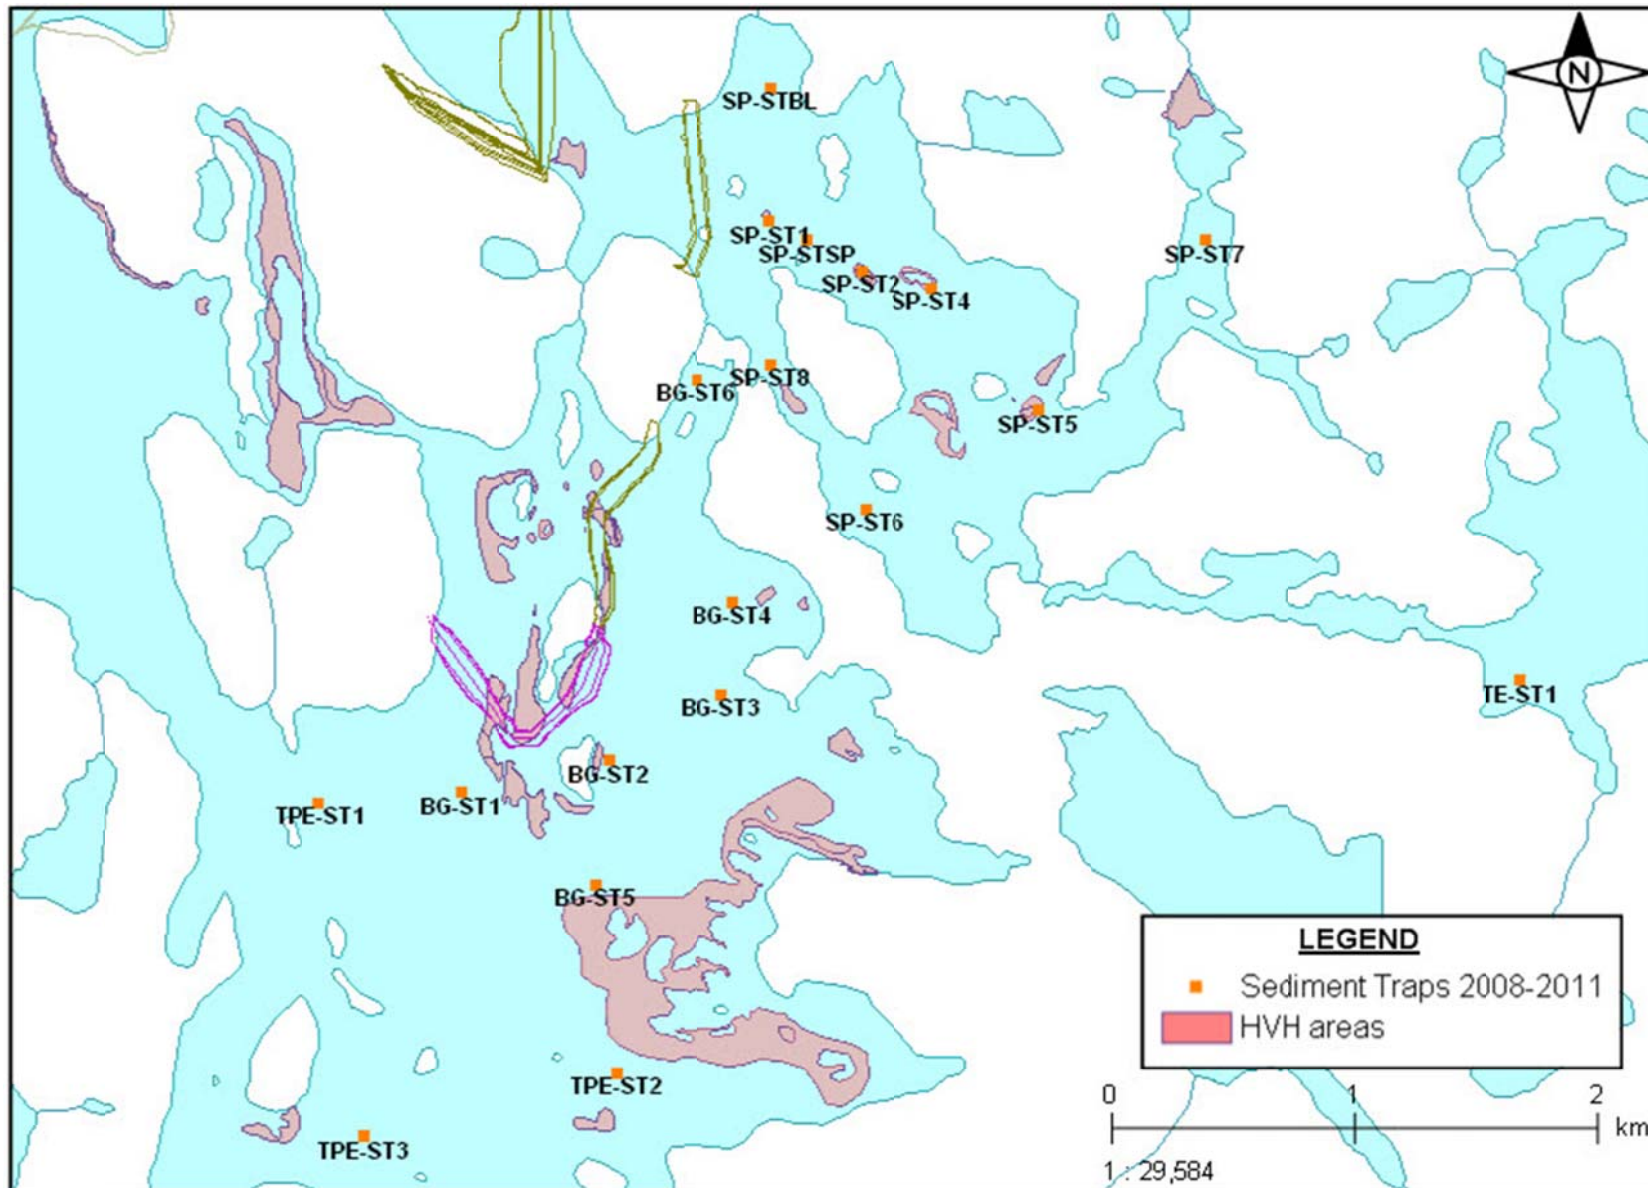 N
SP-STBL
SP-ST1
SP-STSP
SP-ST7
SP-ST2
SP-ST4
SP-ST8
BG-ST6
SP-ST5
SP-ST6
BG-ST4
BG-ST3
TE-ST1
BG-ST2
BG-ST1
TPE-ST1
BG-ST5
LEGEND
Sediment Traps 2008-2011
HVH areas
TPE-ST2
TPE-ST3
0 1 2
km
1 : 29,584